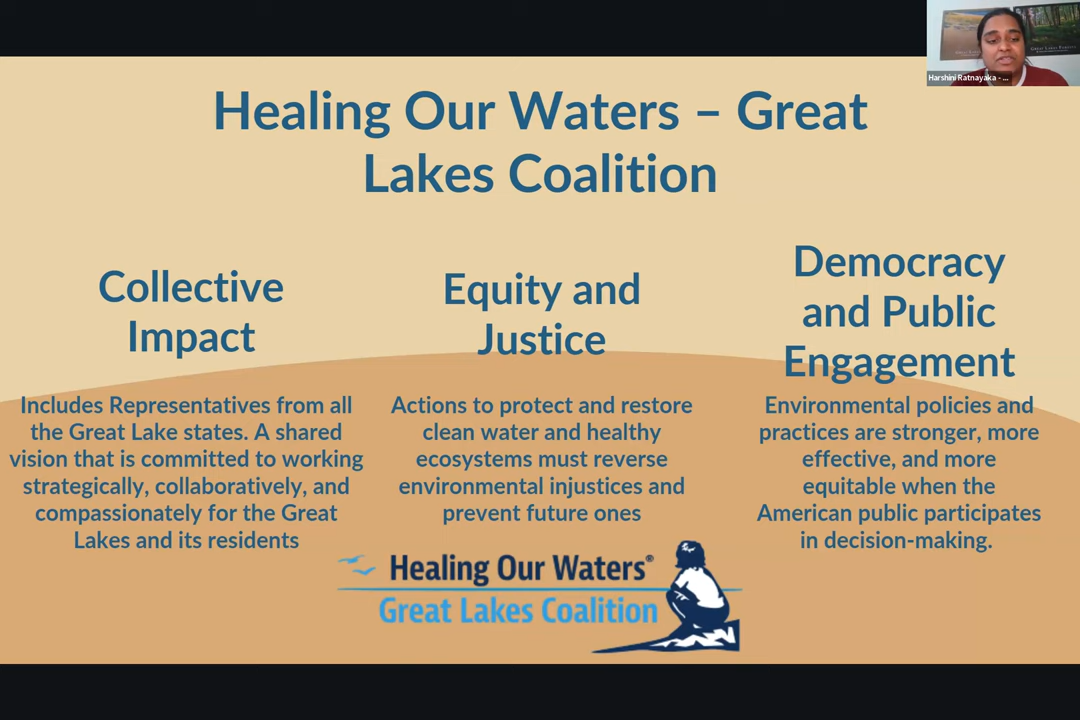 Harshini Ratnayaka - ...
Healing Our Waters – Great
Lakes Coalition
Collective
Impact
Includes Representatives from all
the Great Lake states. A shared
vision that is committed to working
strategically, collaboratively, and
compassionately for the Great
Lakes and its residents
Equity and
Justice
Actions to protect and restore
clean water and healthy
ecosystems must reverse
environmental injustices and
prevent future ones
Democracy
and Public
Engagement
Environmental policies and
practices are stronger, more
effective, and more
equitable when the
American public participates
in decision-making.
Healing Our Waters®
Great Lakes Coalition